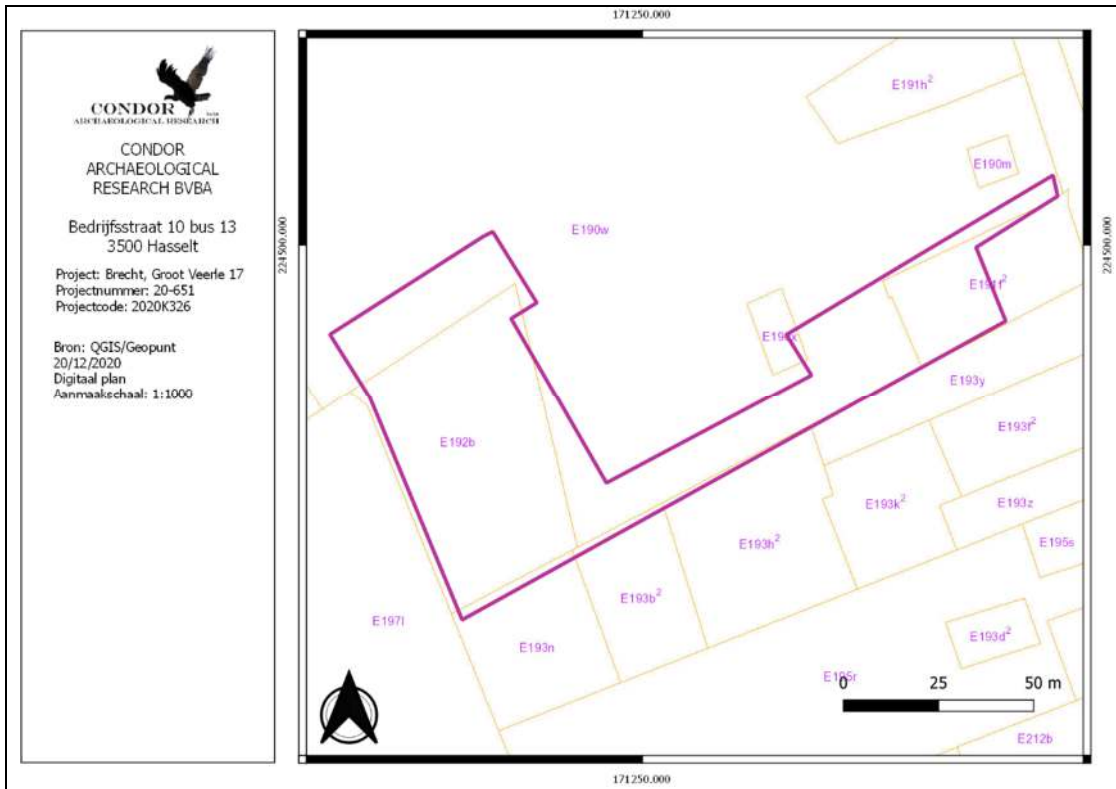 CONDOR
ARCHAEOLOGICAL RESEARCH
CONDOR
ARCHAEOLOGICAL
RESEARCH BVBA
Bedrijfsstraat 10 bus 13
3500 Hasselt
Project: Brecht, Groot Veerle 17
Projectnummer: 20-651
Projectcode: 2020K326
Bron: QGIS/Geopunt
20/12/2020
Digitaal plan
Aanmaakschaal: 1:1000
171250.000
224500.000
224500.000
E191h²
E190m
E190w
E191f²
E193y
E192b
E193f²
E193k²
E193z
E193h²
E195s
E193b²
E197l
E193d²
E193n
E195r
0 25 50 m
E212b
171250.000